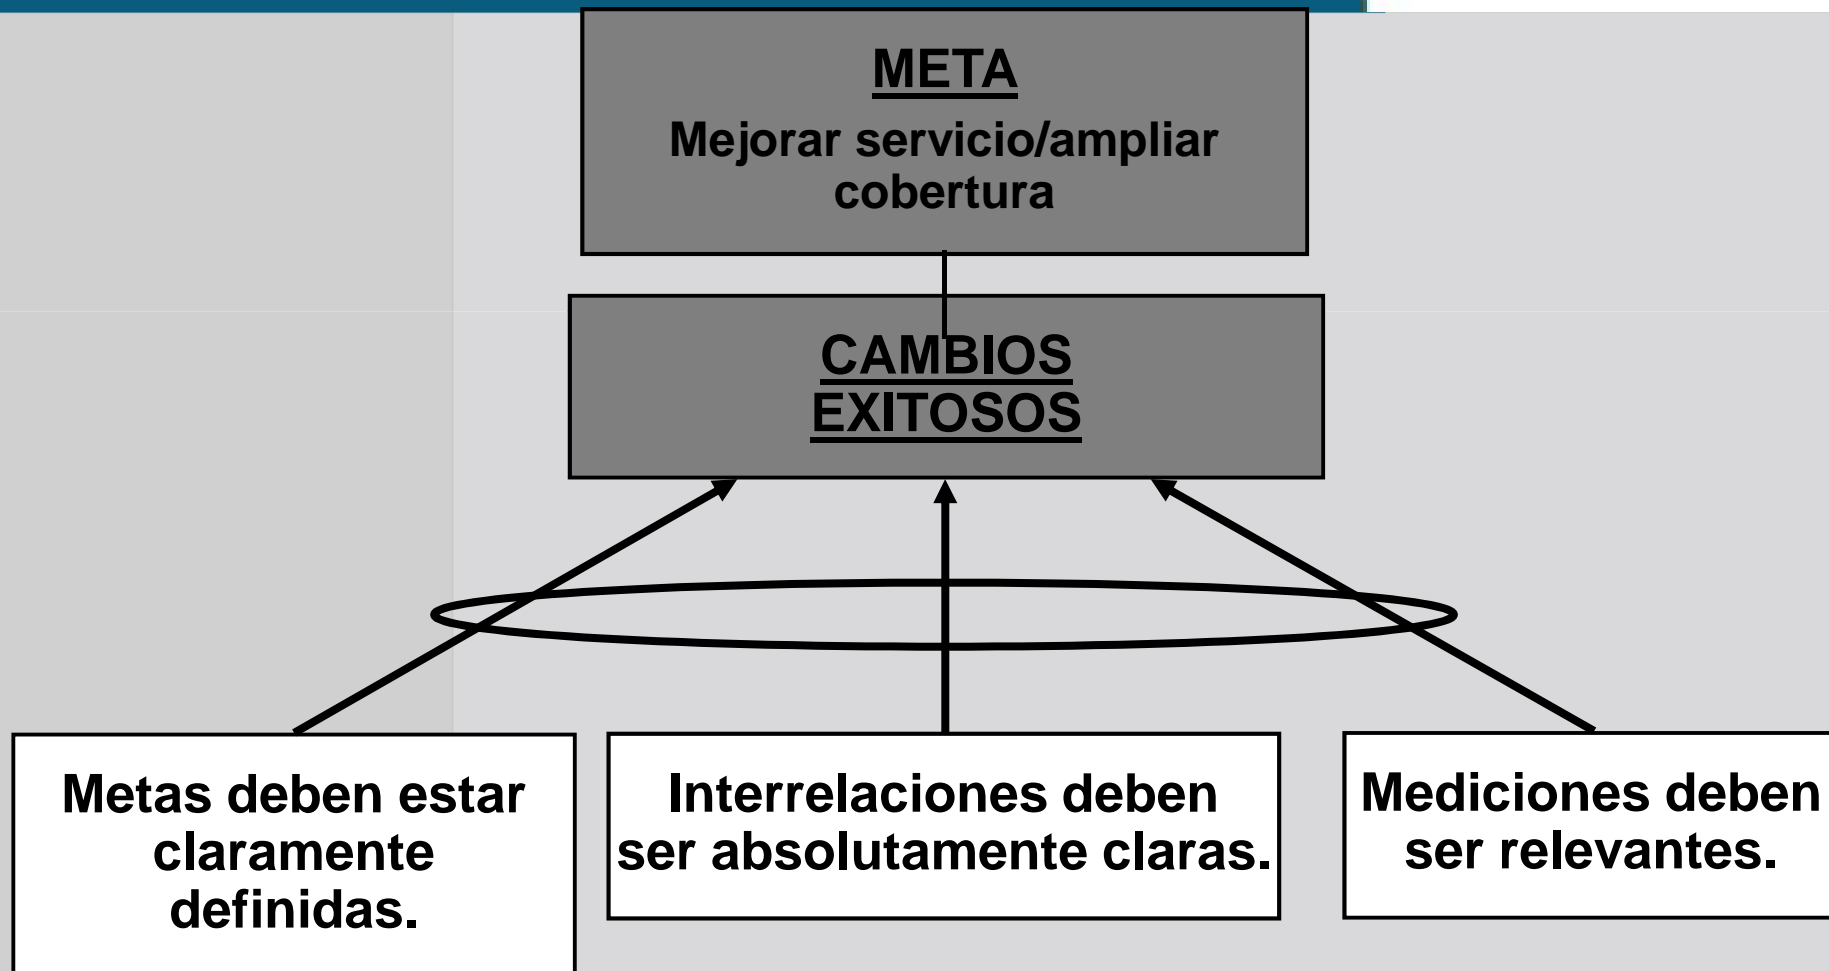 META
Mejorar servicio/ampliar
cobertura
CAMBIOS
EXITOSOS
Metas deben estar
claramente
definidas.
Interrelaciones deben
ser absolutamente claras.
Mediciones deben
ser relevantes.